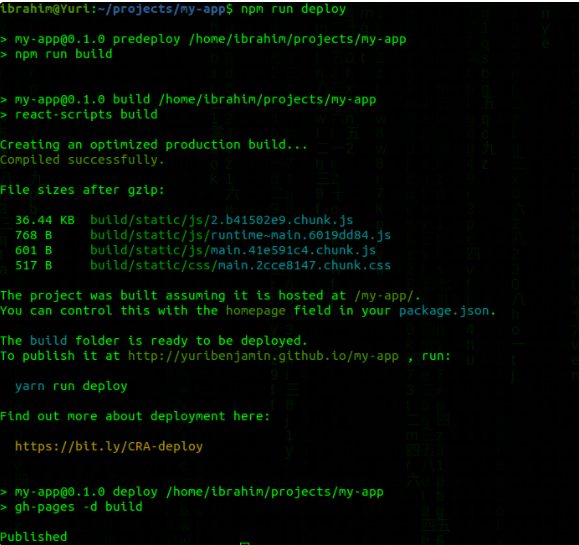 ibrahim@Yuri:~/projects/my-app$ npm run deploy
> my-app@0.1.0 predeploy /home/ibrahim/projects/my-app
> npm run build
> my-app@0.1.0 build /home/ibrahim/projects/my-app
> react-scripts build
Creating an optimized production build...
Compiled successfully.
File sizes after gzip:
36.44 KB  build/static/js/2.b41502e9.chunk.js
768 B     build/static/js/runtime~main.6019dd84.js
601 B     build/static/js/main.41e591c4.chunk.js
517 B     build/static/css/main.2cce8147.chunk.css
The project was built assuming it is hosted at /my-app/.
You can control this with the homepage field in your package.json.
The build folder is ready to be deployed.
To publish it at http://yuribenjamin.github.io/my-app , run:
yarn run deploy
Find out more about deployment here:
https://bit.ly/CRA-deploy
> my-app@0.1.0 deploy /home/ibrahim/projects/my-app
> gh-pages -d build
Published